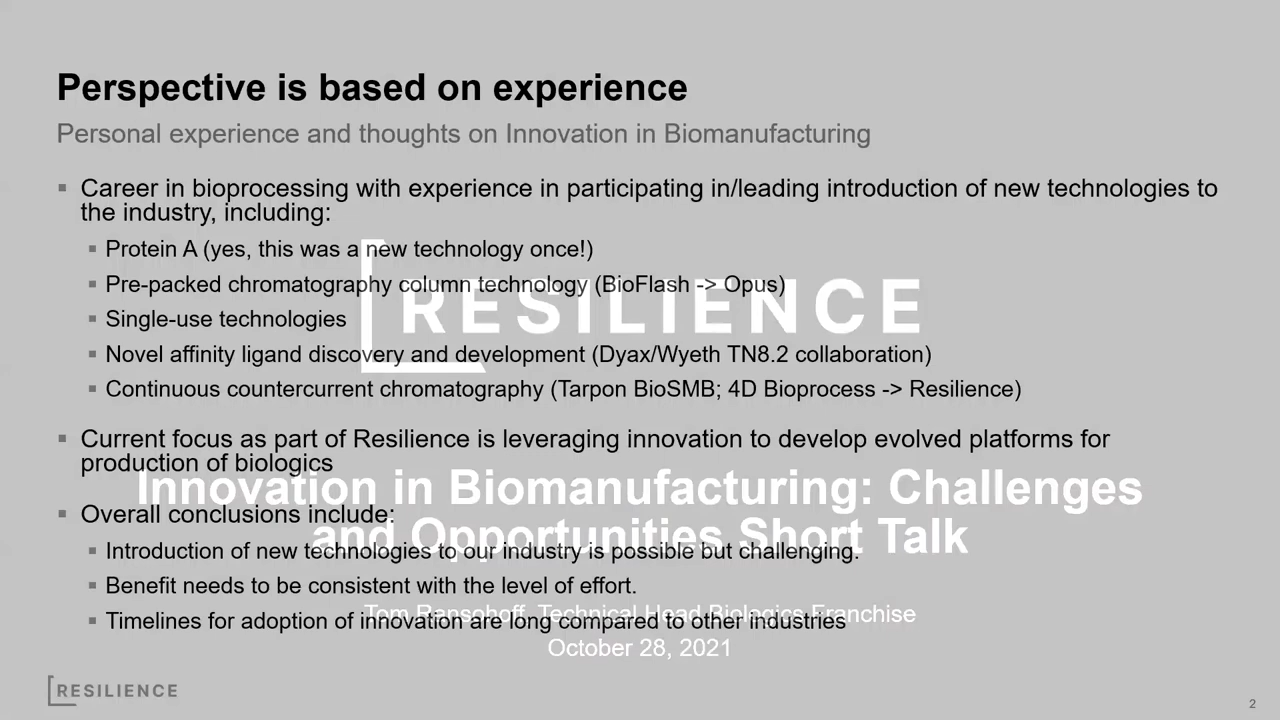 Perspective is based on experience
Personal experience and thoughts on Innovation in Biomanufacturing
▪ Career in bioprocessing with experience in participating in/leading introduction of new technologies to
the industry, including:
▪ Protein A (yes, this was a new technology once!)
▪ Pre-packed chromatography column technology (BioFlash -> Opus)
▪ Single-use technologies
▪ Novel affinity ligand discovery and development (Dyax/Wyeth TN8.2 collaboration)
▪ Continuous countercurrent chromatography (Tarpon BioSMB; 4D Bioprocess -> Resilience)
▪ Current focus as part of Resilience is leveraging innovation to develop evolved platforms for
production of biologics
▪ Overall conclusions include:
▪ Introduction of new technologies to our industry is possible but challenging.
▪ Benefit needs to be consistent with the level of effort.
▪ Timelines for adoption of innovation are long compared to other industries
RESILIENCE
Innovation in Biomanufacturing: Challenges
and Opportunities Short Talk
Tom Ransohoff, Technical Head Biologics Franchise
October 28, 2021
RESILIENCE
2